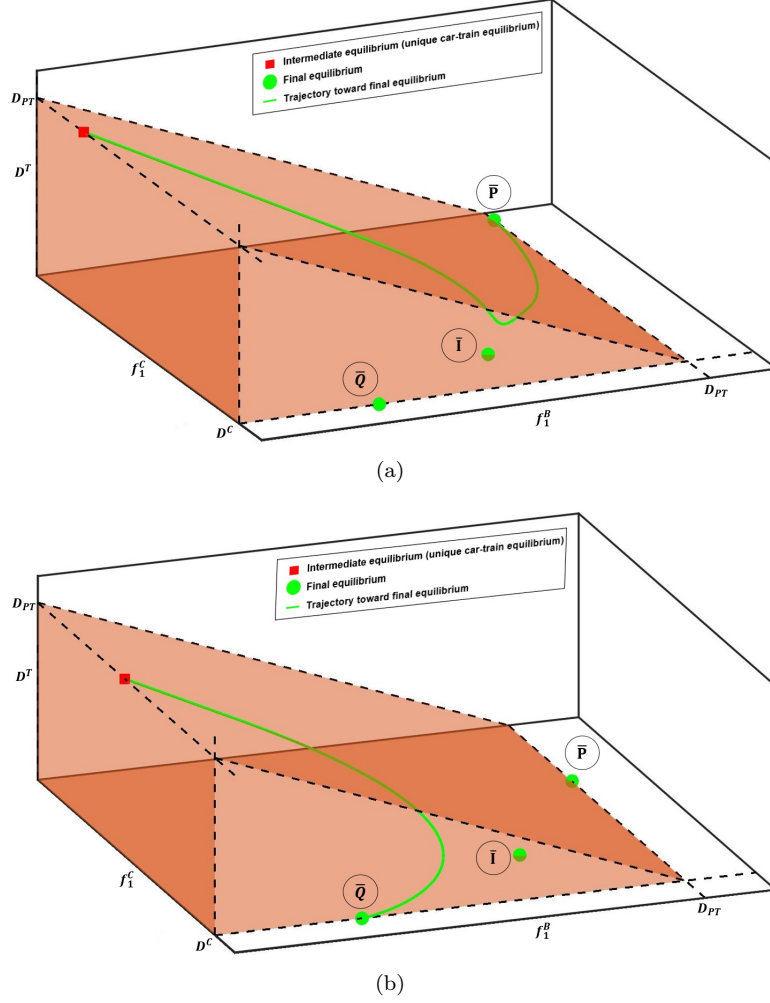 Intermediate equilibrium (unique car-train equilibrium)
Final equilibrium
Trajectory toward final equilibrium
D_PT
P̅
D^T
I̅
f_1^C
Q̅
D_PT
D^C
f_1^B
(a)
Intermediate equilibrium (unique car-train equilibrium)
Final equilibrium
Trajectory toward final equilibrium
D_PT
D^T
P̅
I̅
f_1^C
Q̅
D_PT
D^C
f_1^B
(b)